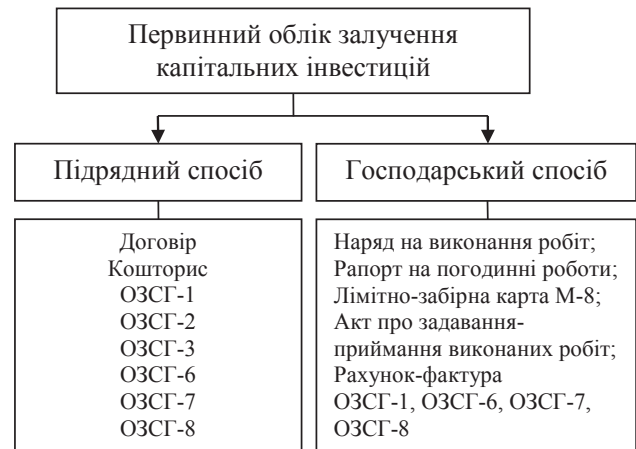 Первинний облік залучення
капітальних інвестицій
Підрядний спосіб
Господарський спосіб
Договір
Кошторис
ОЗСГ-1
ОЗСГ-2
ОЗСГ-3
ОЗСГ-6
ОЗСГ-7
ОЗСГ-8
Наряд на виконання робіт;
Рапорт на погодинні роботи;
Лімітно-забірна карта М-8;
Акт про задавання-
приймання виконаних робіт;
Рахунок-фактура
ОЗСГ-1, ОЗСГ-6, ОЗСГ-7,
ОЗСГ-8